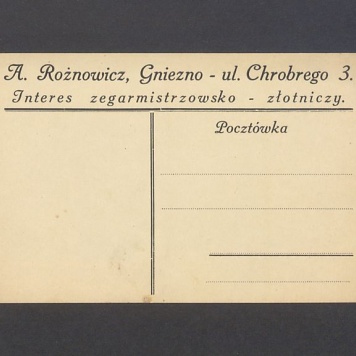 A. Rożnowicz, Gniezno - ul. Chrobrego 3.
Interes zegarmistrzowsko - złotniczy.
Pocztówka